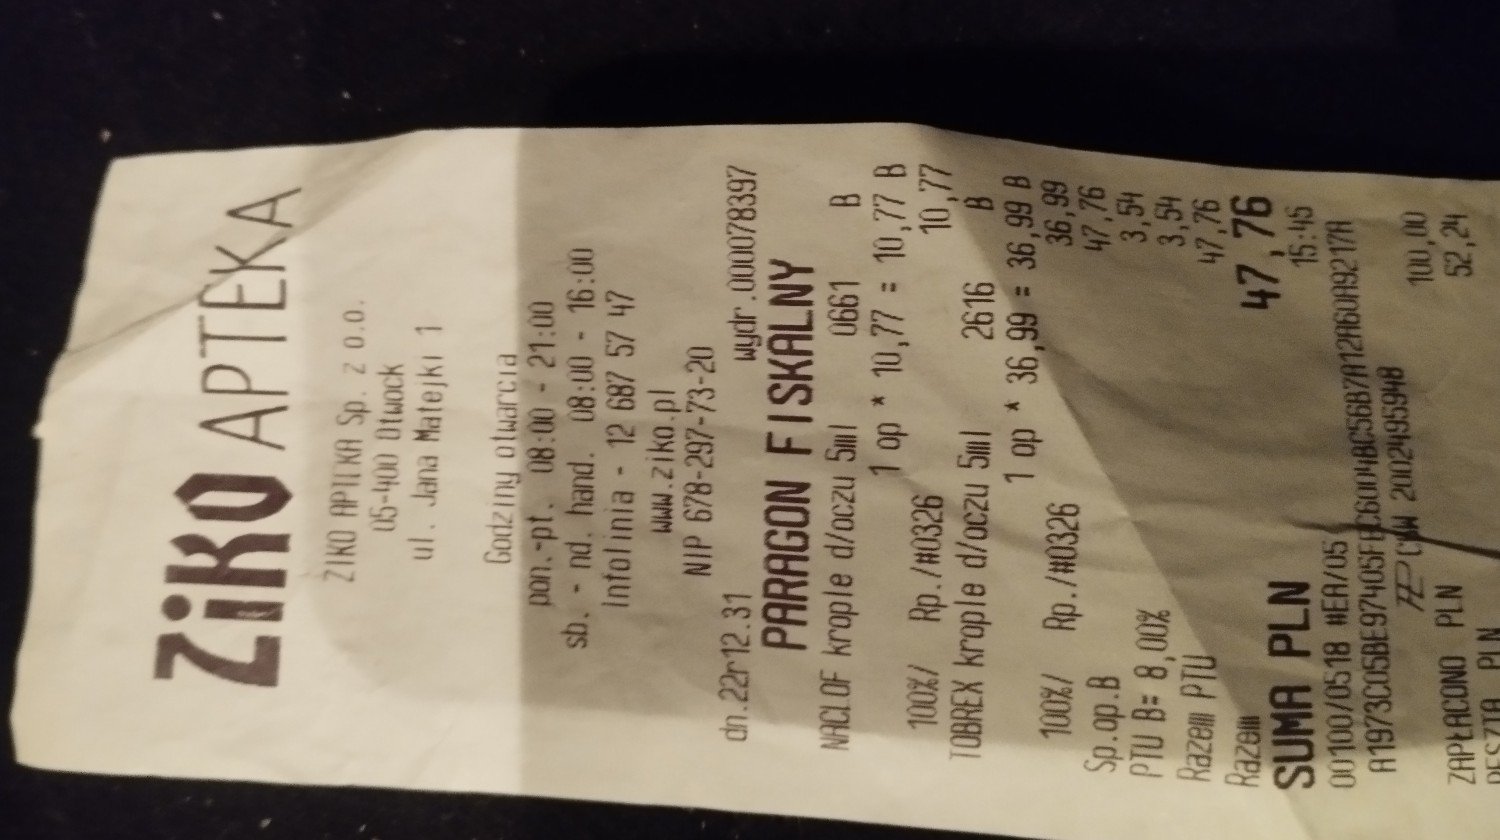 Ziko APTEKA
ZIKO APTEKA Sp. z o.o.
05-400 Otwock
ul. Jana Matejki 1
Godziny otwarcia
pon.-pt. 08:00 - 21:00
sb. - nd. hand. 08:00 - 16:00
Infolinia - 12 687 57 47
www.ziko.pl
NIP 678-297-73-20
dn.22r12.31 wydr.000078397
PARAGON FISKALNY
NACLOF krople d/oczu 5ml 0661 B
1 op * 10,77 = 10,77 B
100%/ Rp./#0326 10,77
TOBREX krople d/oczu 5ml 2616 B
1 op * 36,99 = 36,99 B
100%/ Rp./#0326 36,99
Sp.op.B 47,76
PTU B= 8,00% 3,54
Razem PTU 3,54
Razem 47,76
SUMA PLN 47,76
00100/0518 #ER/05 15:45
CKW 2002495948
ZAPŁACONO PLN 100,00
RESZTA PLN 52,24